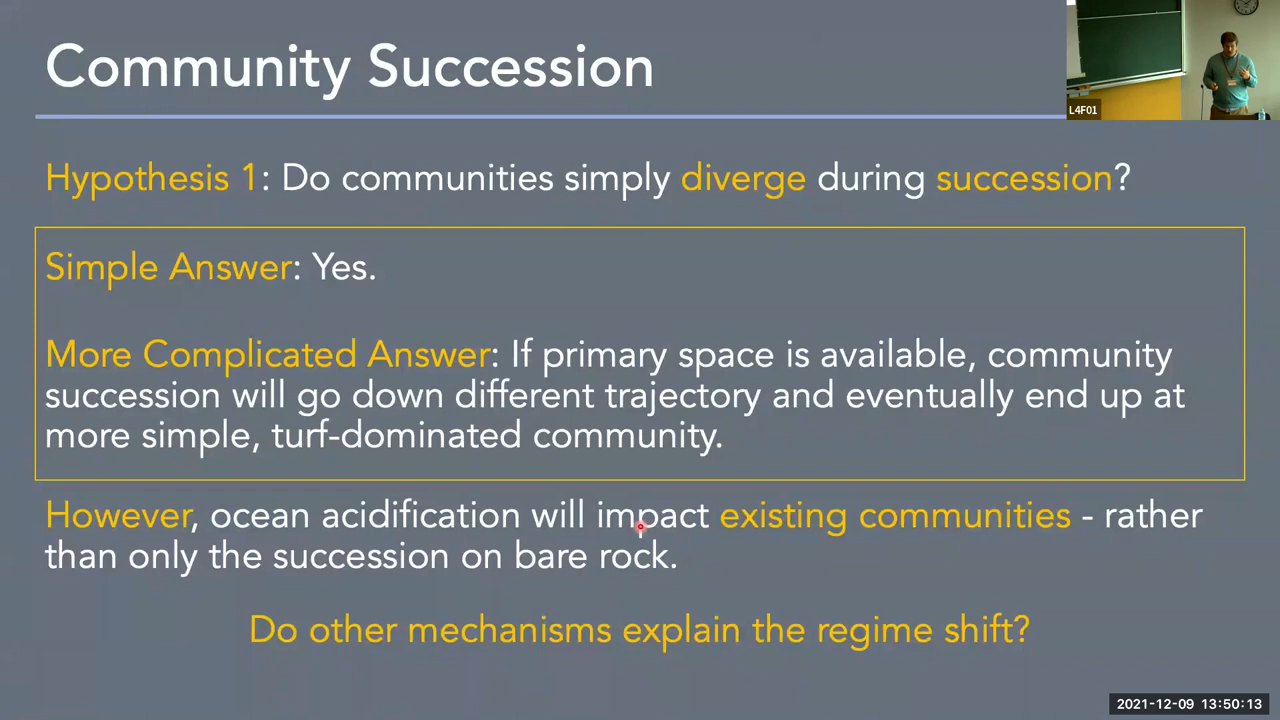 Community Succession
L4F01
Hypothesis 1: Do communities simply diverge during succession?
Simple Answer: Yes.
More Complicated Answer: If primary space is available, community
succession will go down different trajectory and eventually end up at
more simple, turf-dominated community.
However, ocean acidification will impact existing communities - rather
than only the succession on bare rock.
Do other mechanisms explain the regime shift?
2021-12-09 13:50:13